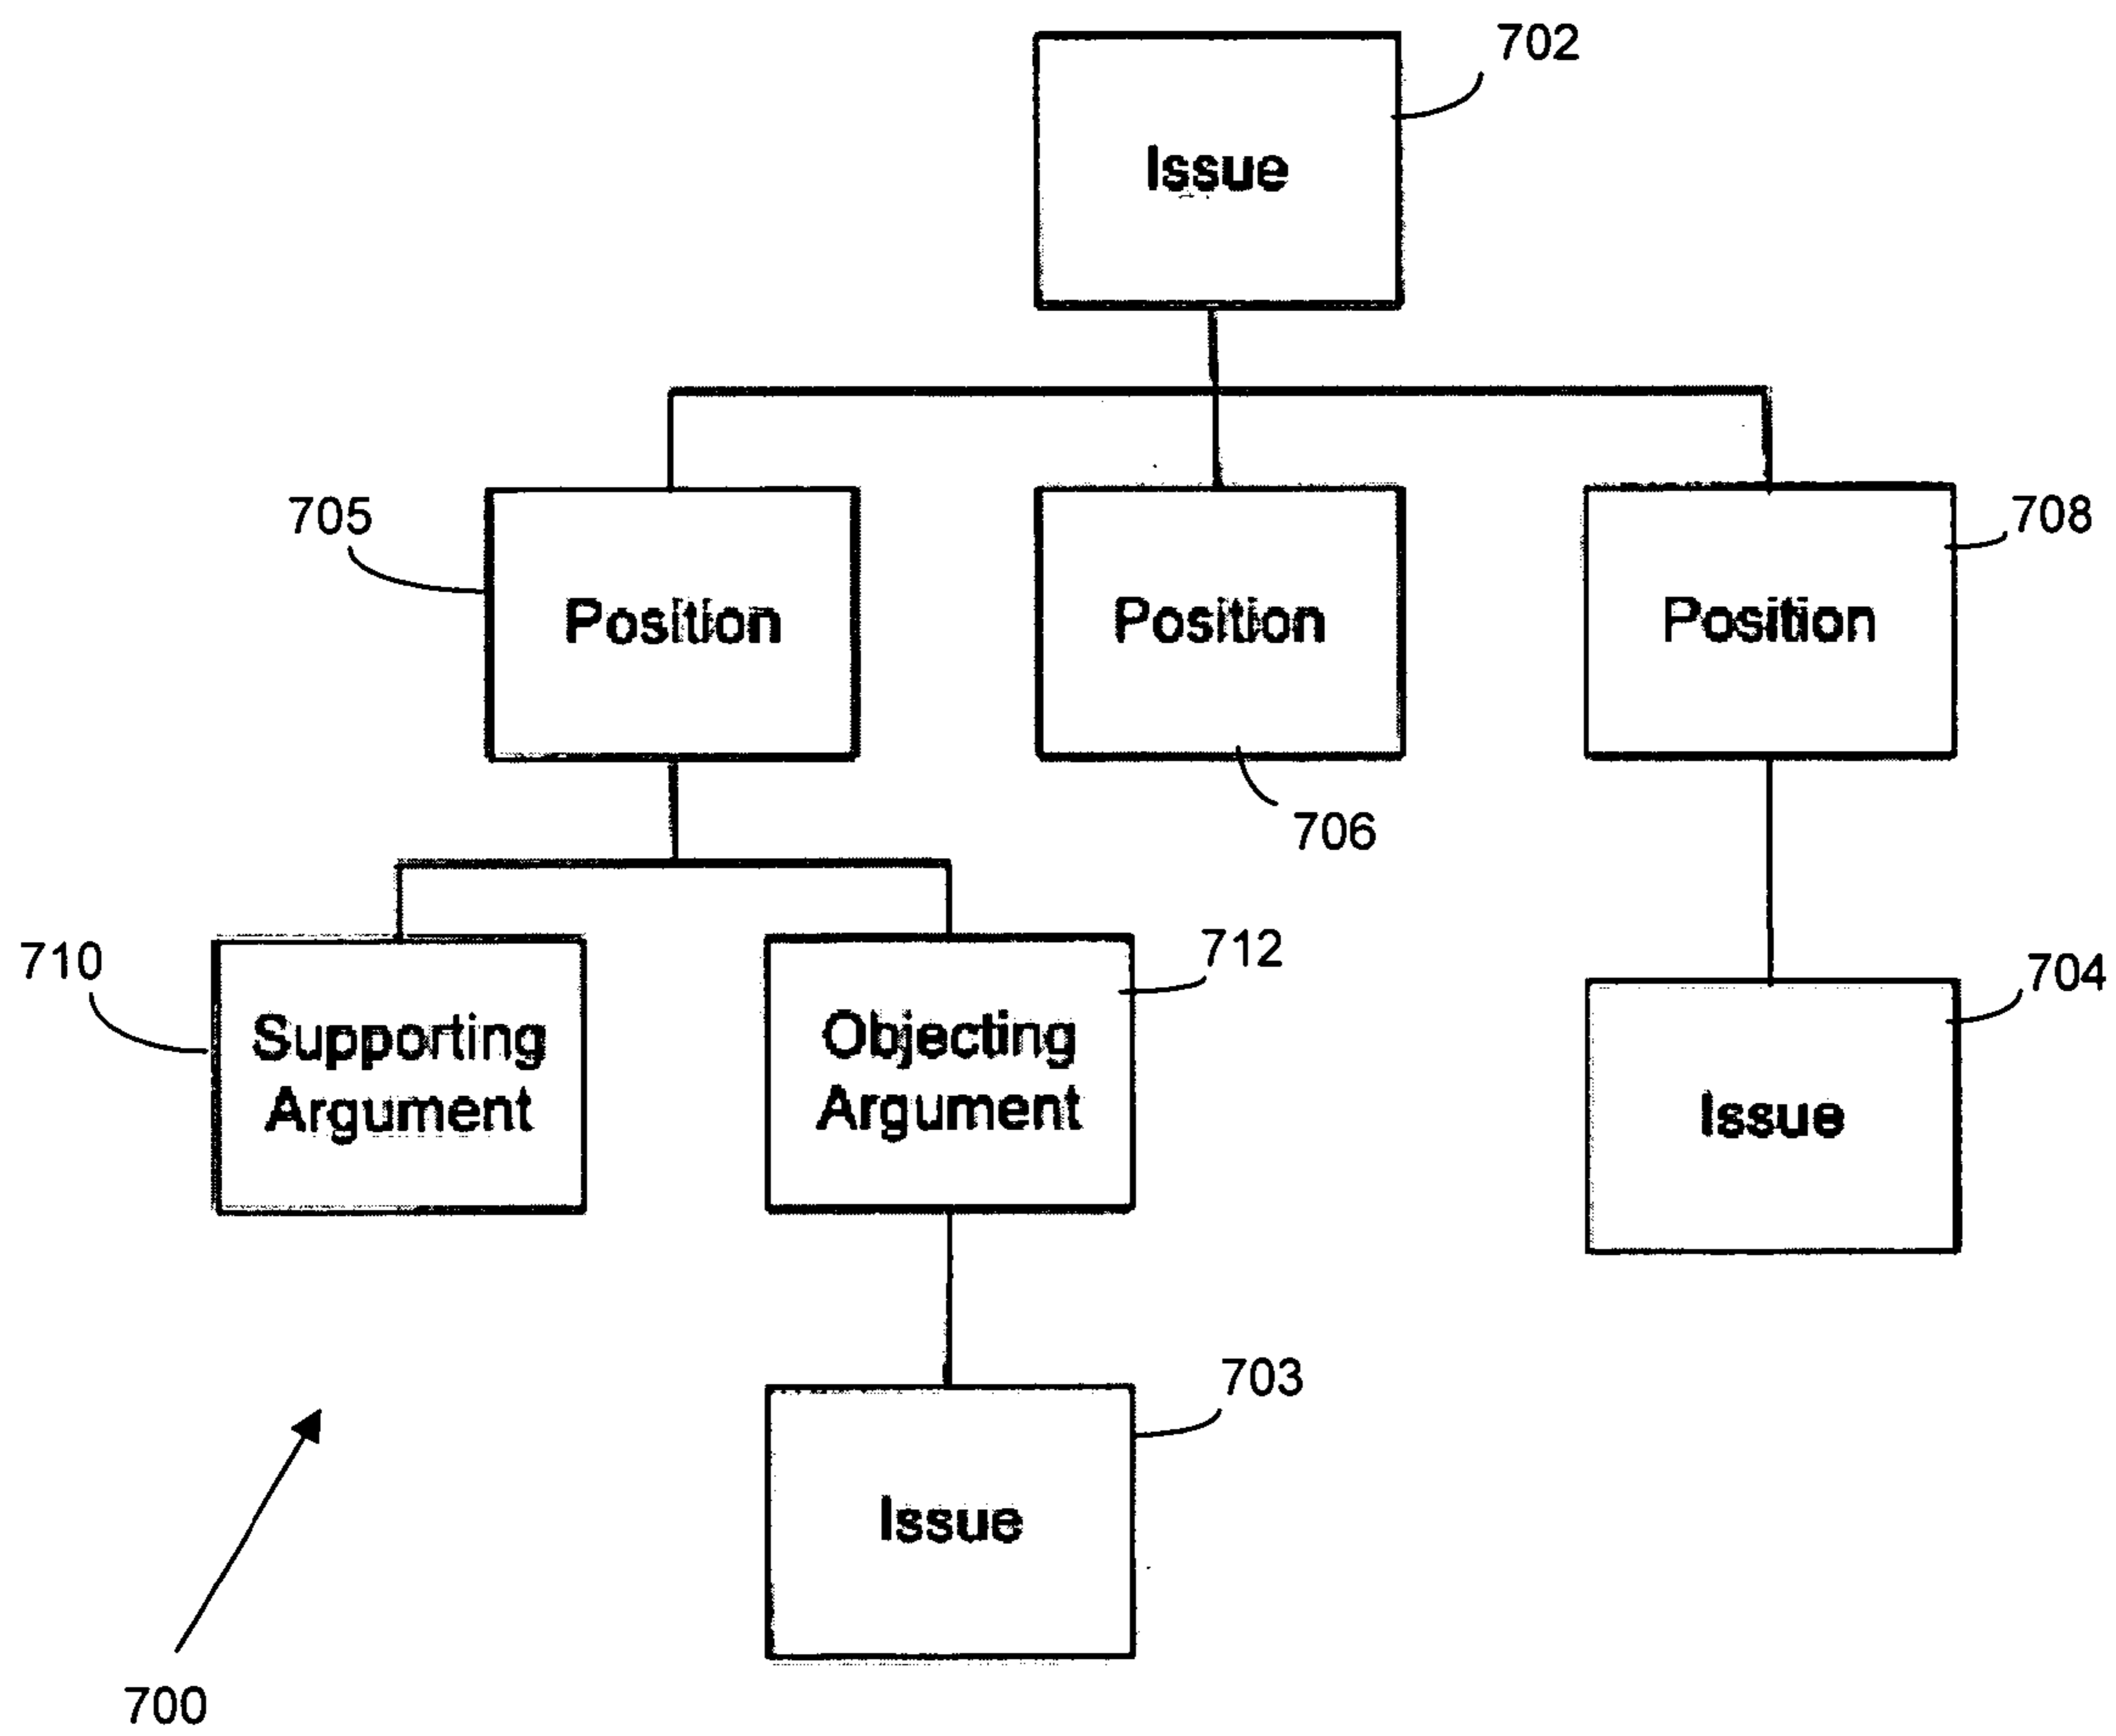 702
Issue
705
708
Position
Position
Position
706
710
712
704
Supporting
Argument
Objecting
Argument
Issue
703
Issue
700